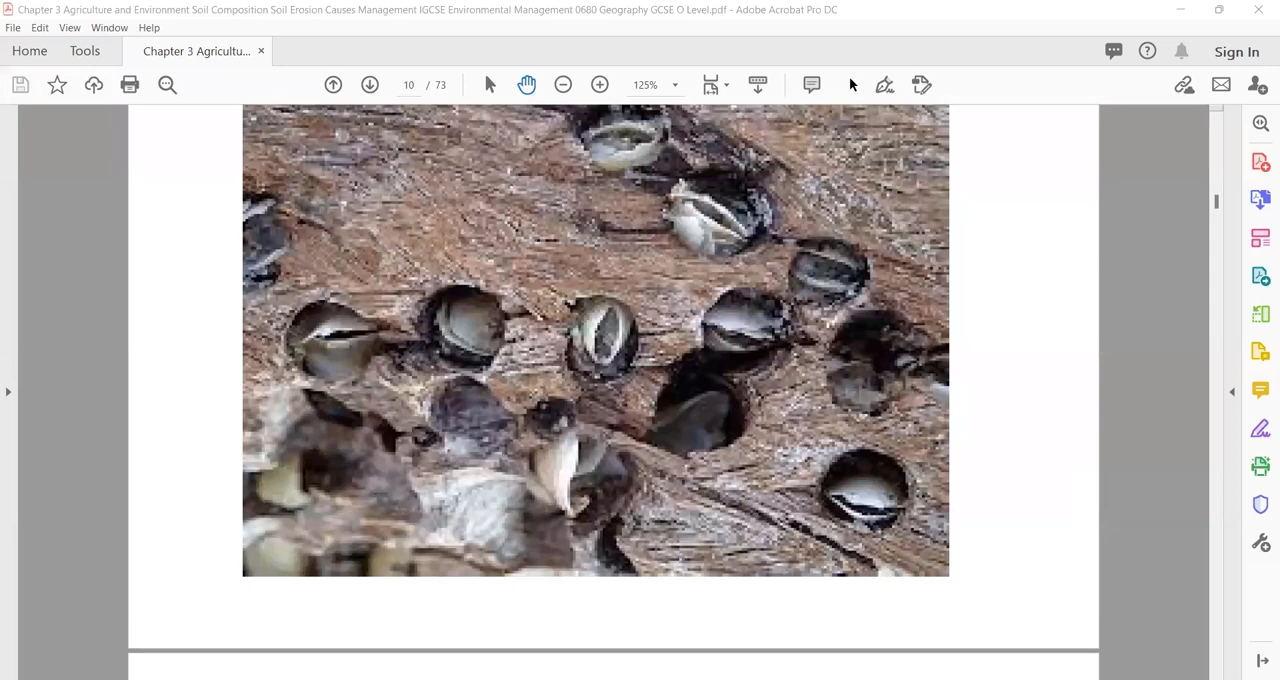 Chapter 3 Agriculture and Environment Soil Composition Soil Erosion Causes Management IGCSE Environmental Management 0680 Geography GCSE O Level.pdf - Adobe Acrobat Pro DC
File Edit View Window Help
Home Tools Chapter 3 Agricultu... × Sign In
10 / 73 125%